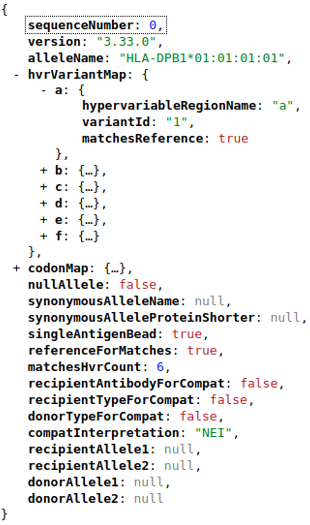 {
sequenceNumber: 0,
version: "3.33.0",
alleleName: "HLA-DPB1*01:01:01:01",
- hvrVariantMap: {
- a: {
hypervariableRegionName: "a",
variantId: "1",
matchesReference: true
},
+ b: {…},
+ c: {…},
+ d: {…},
+ e: {…},
+ f: {…}
},
+ codonMap: {…},
nullAllele: false,
synonymousAlleleName: null,
synonymousAlleleProteinShorter: null,
singleAntigenBead: true,
referenceForMatches: true,
matchesHvrCount: 6,
recipientAntibodyForCompat: false,
recipientTypeForCompat: false,
donorTypeForCompat: false,
compatInterpretation: "NEI",
recipientAllele1: null,
recipientAllele2: null,
donorAllele1: null,
donorAllele2: null
}